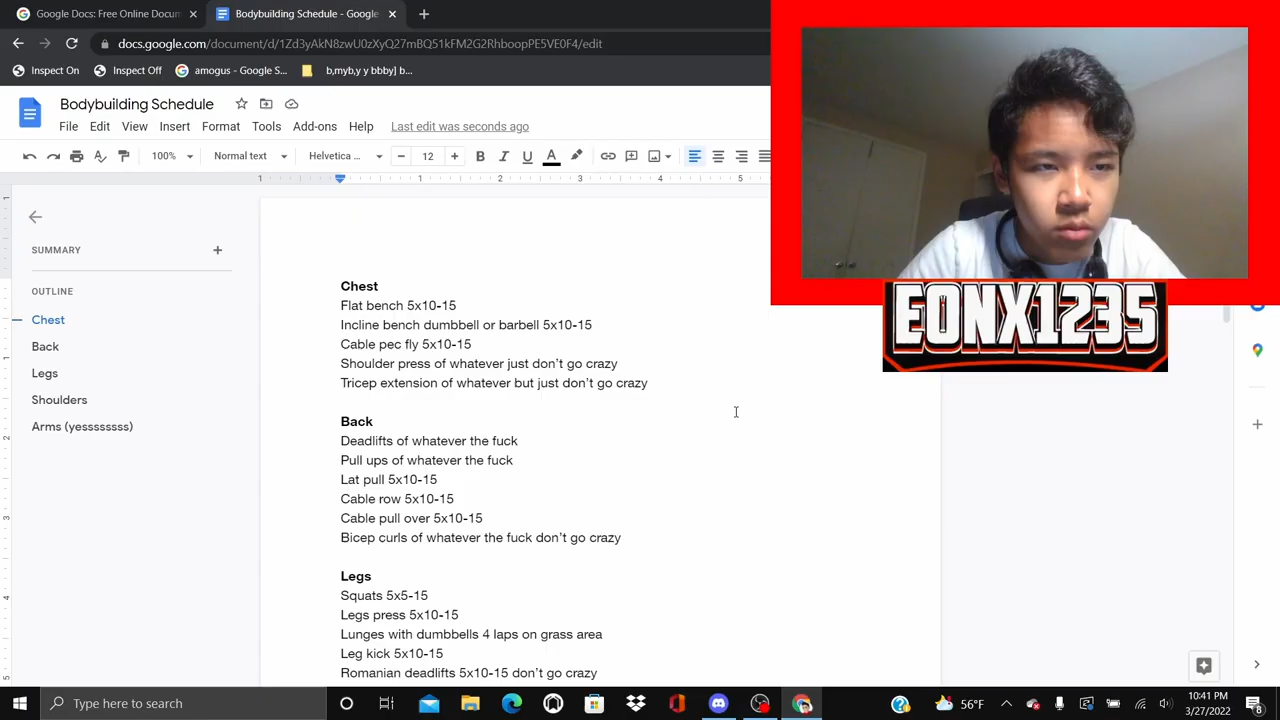 Google Docs: Free Online Docum
Bodybuilding Schedule - Google
docs.google.com/document/d/1Zd3yAkN8zwU0zXyQ27mBQ51kFM2G2RhboopPE5VE0F4/edit
Inspect On
Inspect Off
amogus - Google S...
b,myb,y y bbby] b...
Bodybuilding Schedule
File Edit View Insert Format Tools Add-ons Help Last edit was seconds ago
100% Normal text Helvetica ... 12 B I U A
1 1 2 3 4 5
SUMMARY
OUTLINE
Chest
Back
Legs
Shoulders
Arms (yessssssss)
Chest
Flat bench 5x10-15
Incline bench dumbbell or barbell 5x10-15
Cable pec fly 5x10-15
Shoulder press of whatever just don’t go crazy
Tricep extension of whatever but just don’t go crazy
Back
Deadlifts of whatever the fuck
Pull ups of whatever the fuck
Lat pull 5x10-15
Cable row 5x10-15
Cable pull over 5x10-15
Bicep curls of whatever the fuck don’t go crazy
Legs
Squats 5x5-15
Legs press 5x10-15
Lunges with dumbbells 4 laps on grass area
Leg kick 5x10-15
Romanian deadlifts 5x10-15 don’t go crazy
EONX1235
Type here to search
56°F
10:41 PM
3/27/2022
8